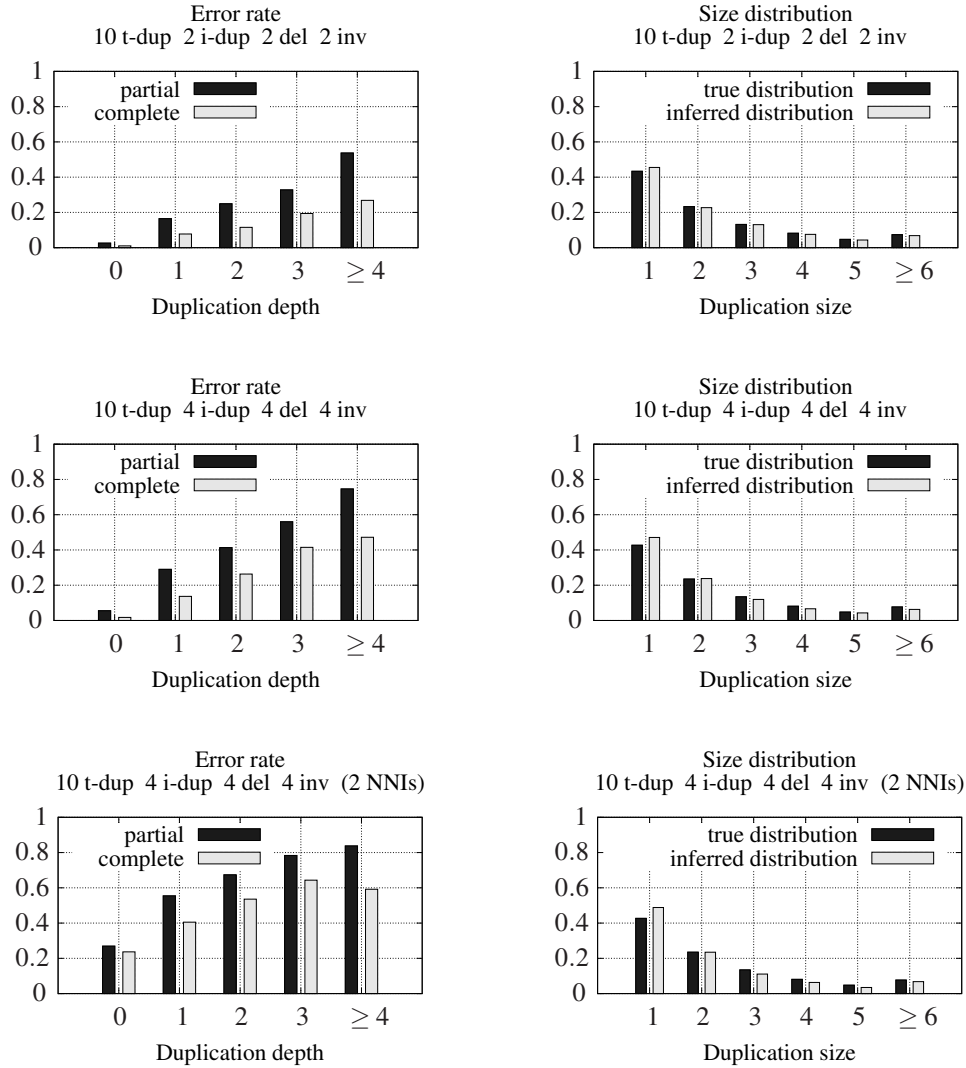 Error rate
10 t-dup 2 i-dup 2 del 2 inv
1
0.8
0.6
0.4
0.2
0
partial
complete
0 1 2 3 ≥ 4
Duplication depth
Size distribution
10 t-dup 2 i-dup 2 del 2 inv
1
0.8
0.6
0.4
0.2
0
true distribution
inferred distribution
1 2 3 4 5 ≥ 6
Duplication size
Error rate
10 t-dup 4 i-dup 4 del 4 inv
1
0.8
0.6
0.4
0.2
0
partial
complete
0 1 2 3 ≥ 4
Duplication depth
Size distribution
10 t-dup 4 i-dup 4 del 4 inv
1
0.8
0.6
0.4
0.2
0
true distribution
inferred distribution
1 2 3 4 5 ≥ 6
Duplication size
Error rate
10 t-dup 4 i-dup 4 del 4 inv (2 NNIs)
1
0.8
0.6
0.4
0.2
0
partial
complete
0 1 2 3 ≥ 4
Duplication depth
Size distribution
10 t-dup 4 i-dup 4 del 4 inv (2 NNIs)
1
0.8
0.6
0.4
0.2
0
true distribution
inferred distribution
1 2 3 4 5 ≥ 6
Duplication size